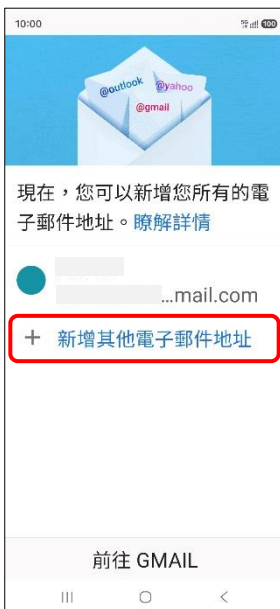 10:00
5G 100
@outlook
@yahoo
@gmail
現在，您可以新增您所有的電
子郵件地址。瞭解詳情
...mail.com
+ 新增其他電子郵件地址
前往 GMAIL